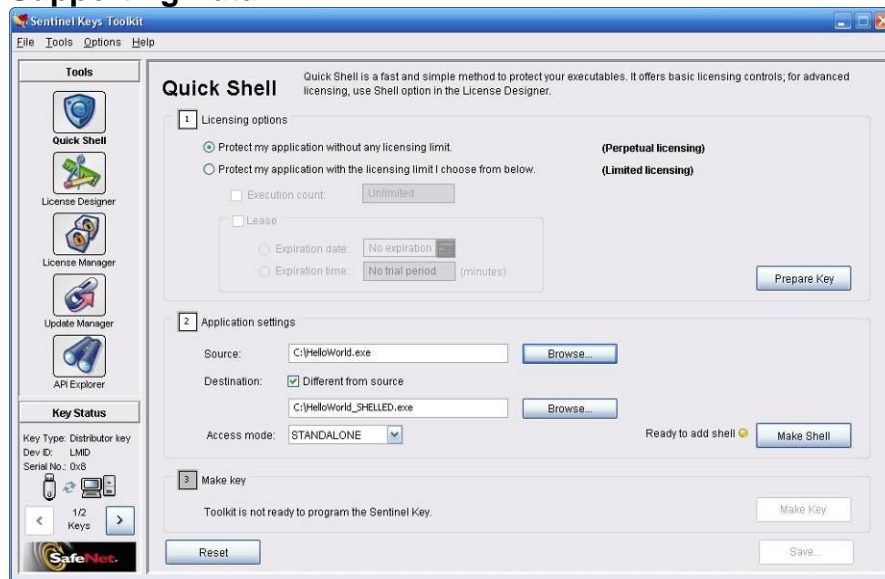 Supporting Data
Sentinel Keys Toolkit
File Tools Options Help
Tools
Quick Shell
License Designer
License Manager
Update Manager
API Explorer
Key Status
Key Type: Distributor key
Dev ID: LMID
Serial No.: 0x8
< 1/2 Keys >
SafeNet.
Quick Shell
Quick Shell is a fast and simple method to protect your executables. It offers basic licensing controls; for advanced
licensing, use Shell option in the License Designer.
1 Licensing options
Protect my application without any licensing limit. (Perpetual licensing)
Protect my application with the licensing limit I choose from below. (Limited licensing)
Execution count: Unlimited
Lease
Expiration date: No expiration
Expiration time: No trial period (minutes)
Prepare Key
2 Application settings
Source: C:\HelloWorld.exe Browse...
Destination: Different from source
C:\HelloWorld_SHELLED.exe Browse...
Access mode: STANDALONE Ready to add shell Make Shell
3 Make key
Toolkit is not ready to program the Sentinel Key. Make Key
Reset Save...